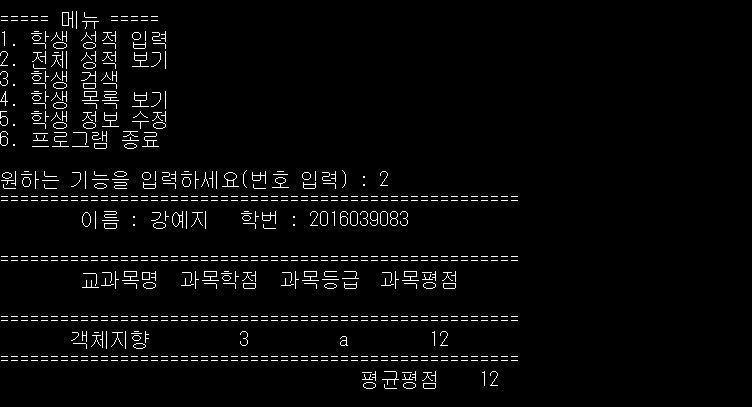 ===== 메뉴 =====
1. 학생 성적 입력
2. 전체 성적 보기
3. 학생 검색
4. 학생 목록 보기
5. 학생 정보 수정
6. 프로그램 종료
원하는 기능을 입력하세요(번호 입력) : 2
====================================================
이름 : 강예지 학번 : 2016039083
====================================================
교과목명 과목학점 과목등급 과목평점
====================================================
객체지향 3 a 12
====================================================
평균평점 12